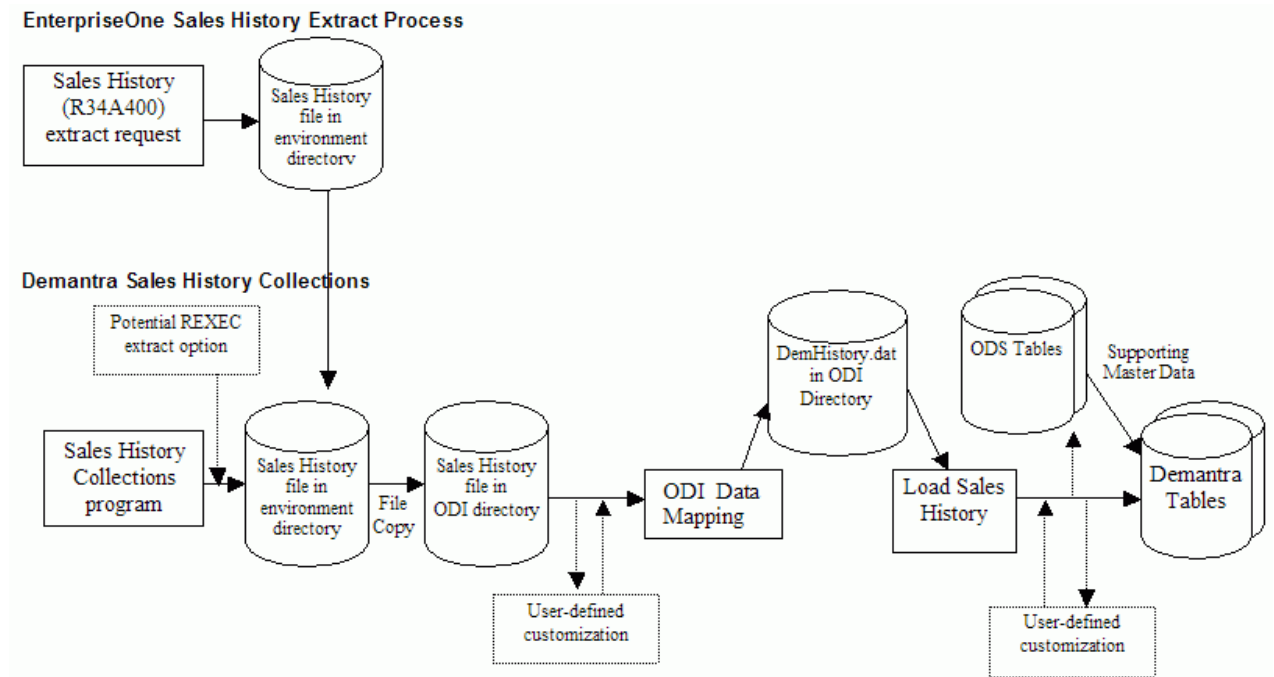 EnterpriseOne Sales History Extract Process
Sales History
(R34A400)
extract request
Sales History
file in
environment
directory
Demantra Sales History Collections
Potential REXEC
extract option
Sales History
Collections
program
Sales History
file in
environment
directory
File
Copy
Sales History
file in
ODI directory
User-defined
customization
ODI Data
Mapping
DemHistory.dat
in ODI
Directory
Load Sales
History
ODS Tables
Supporting
Master Data
Demantra
Tables
User-defined
customization